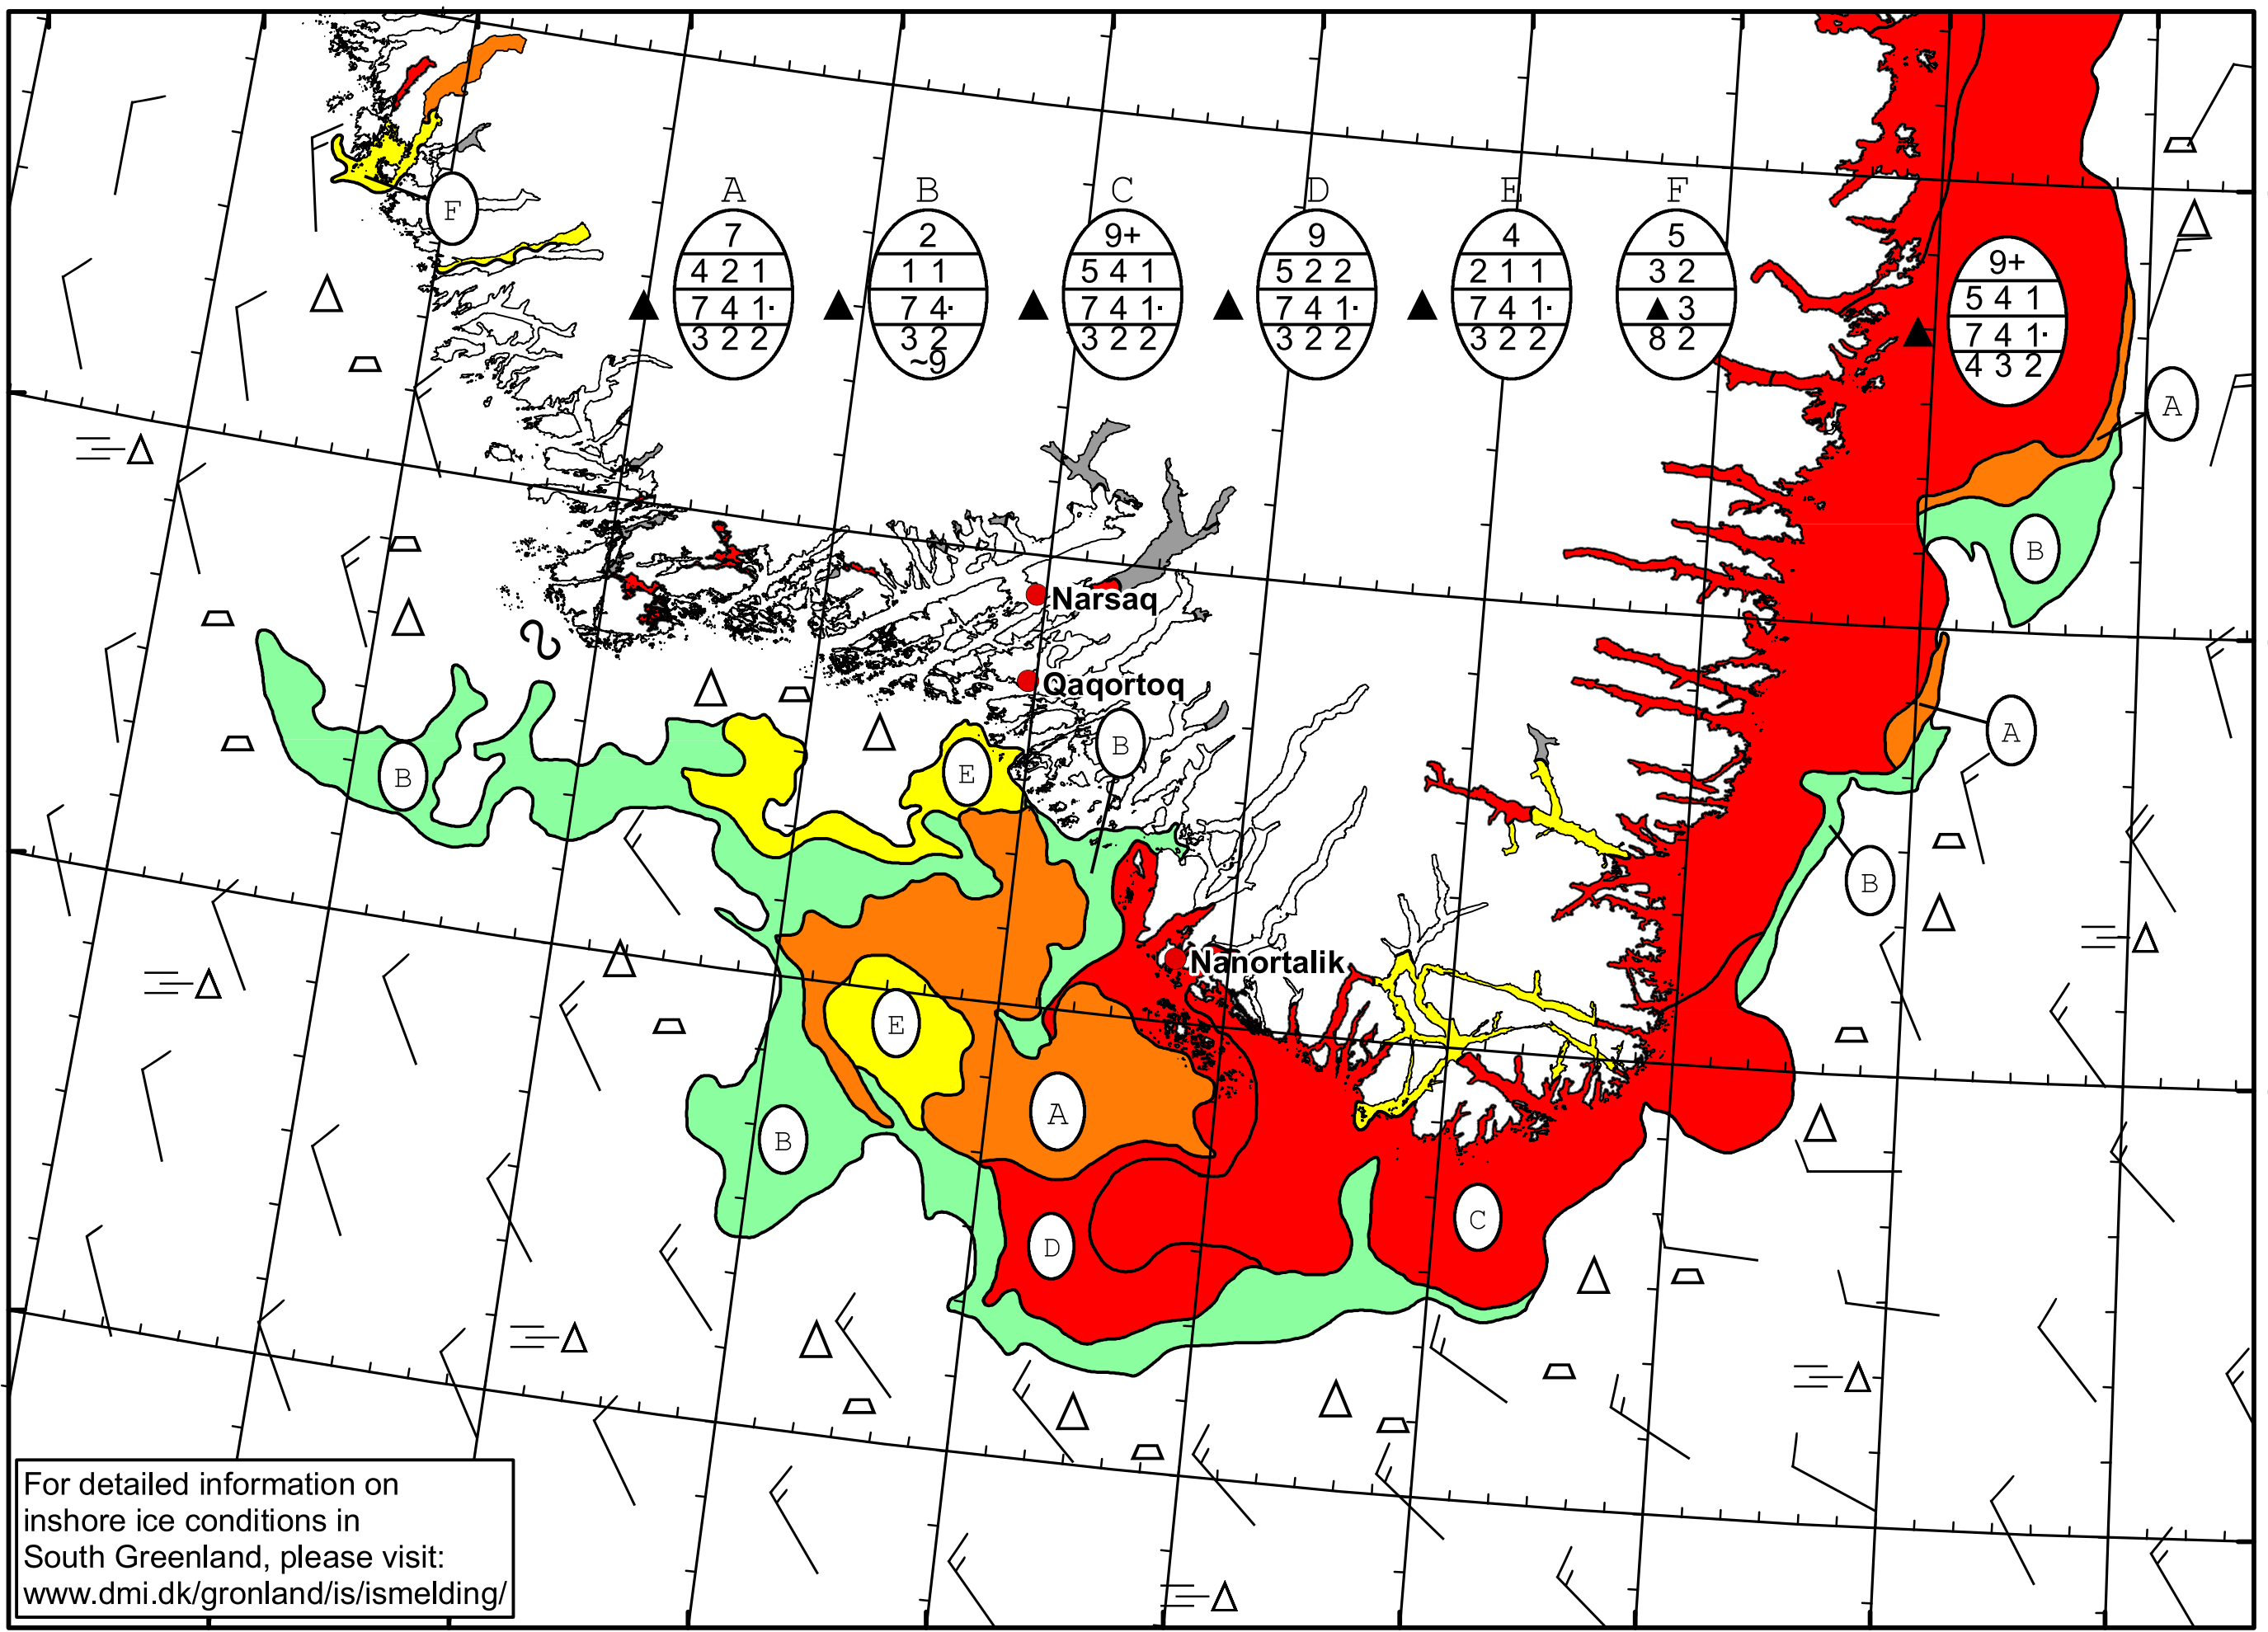 A B C D E F
7 2 9+ 9 4 5
4 2 1 1 1 5 4 1 5 2 2 2 1 1 3 2
7 4 1· 7 4· 7 4 1· 7 4 1· 7 4 1· ▲ 3
3 2 2 3 2 3 2 2 3 2 2 3 2 2 8 2
~9
9+
5 4 1
7 4 1·
4 3 2
F
A
B
Narsaq
Qaqortoq
A
B
E
B
B
Nanortalik
E
A
B
C
D
For detailed information on
inshore ice conditions in
South Greenland, please visit:
www.dmi.dk/gronland/is/ismelding/